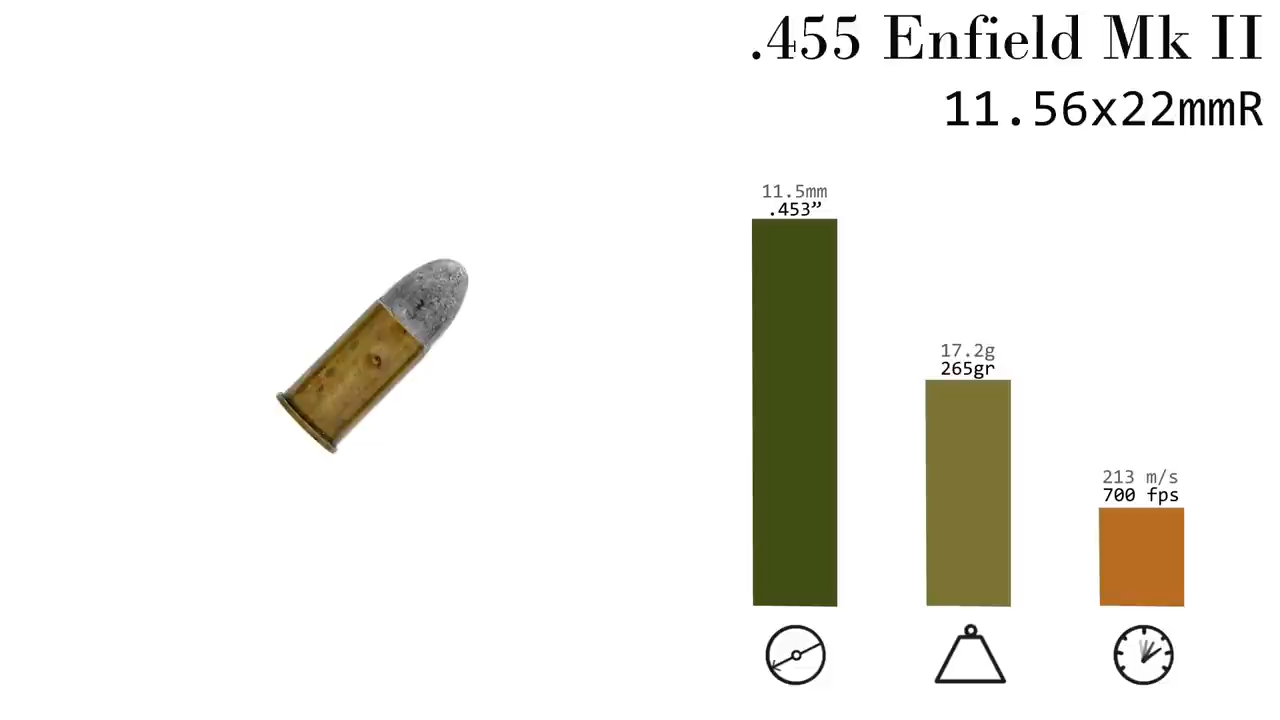 .455 Enfield Mk II
11.56x22mmR
11.5mm
.453”
17.2g
265gr
213 m/s
700 fps